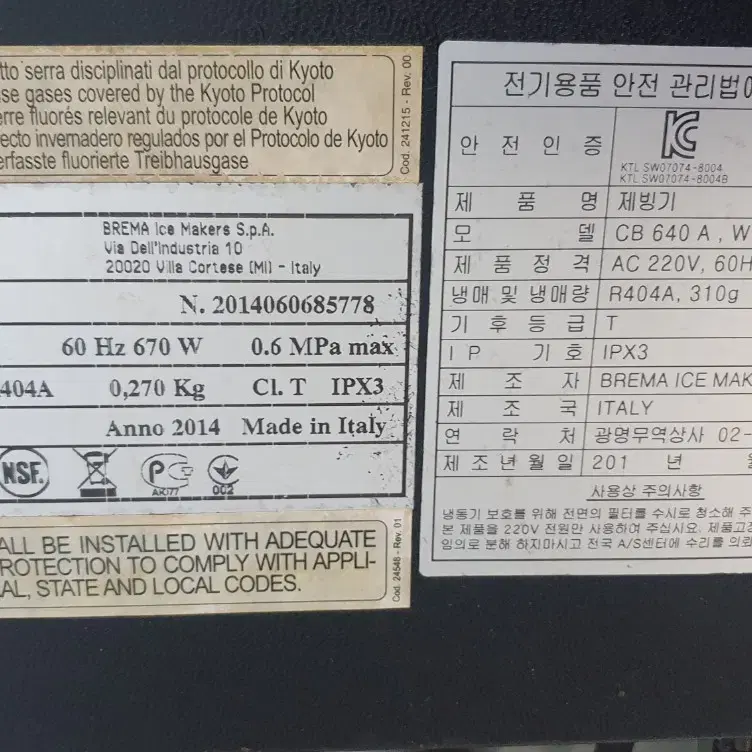 tto serra disciplinati dal protocollo di Kyoto
se gases covered by the Kyoto Protocol
erre fluorés relevant du protocole de Kyoto
ecto invernadero regulados por el Protocolo de Kyoto
erfasste fluorierte Treibhausgase
Cod. 241215 - Rev. 00
BREMA Ice Makers S.p.A.
Via Dell'Industria 10
20020 Villa Cortese (MI) - Italy
N. 2014060685778
60 Hz 670 W 0.6 MPa max
404A 0,270 Kg Cl. T IPX3
Anno 2014 Made in Italy
NSF.
AR77
002
ALL BE INSTALLED WITH ADEQUATE
ROTECTION TO COMPLY WITH APPLI-
AL, STATE AND LOCAL CODES.
Cod. 24548 - Rev. 01
전기용품 안전 관리법에
안전인증
KTL SW07074-8004
KTL SW07074-8004B
제품명 제빙기
모델 CB 640 A , W
제품정격 AC 220V, 60H
냉매 및 냉매량 R404A, 310g
기후등급 T
IP 기호 IPX3
제조자 BREMA ICE MAK
제조국 ITALY
연락처 광명무역상사 02-
제조년월일 201 년 월
사용상 주의사항
냉동기 보호를 위해 전면의 필터를 수시로 청소해 주
본 제품을 220V 전원만 사용하여 주십시요. 제품고장
임의로 분해 하지마시고 전국 A/S센터에 수리를 의뢰